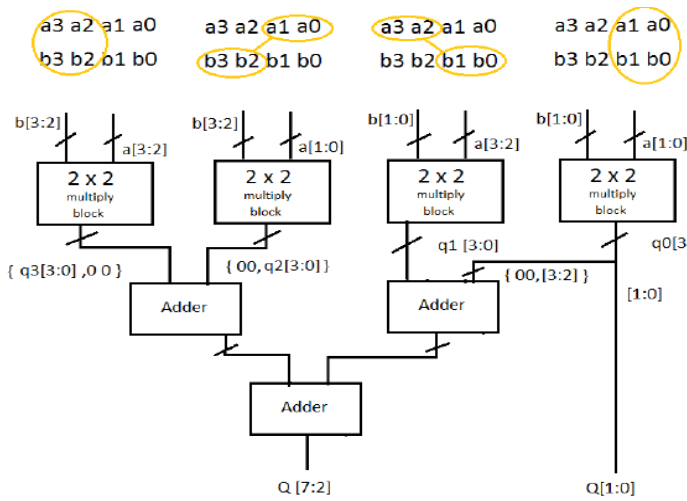 a3 a2 a1 a0 a3 a2 a1 a0 a3 a2 a1 a0 a3 a2 a1 a0
b3 b2 b1 b0 b3 b2 b1 b0 b3 b2 b1 b0 b3 b2 b1 b0
b[3:2] b[3:2] b[1:0] b[1:0]
a[3:2] a[1:0] a[3:2] a[1:0]
2 x 2 2 x 2 2 x 2 2 x 2
multiply multiply multiply multiply
block block block block
q1 [3:0] q0[3
{ q3[3:0] ,0 0 } { 00, q2[3:0] } { 00, [3:2] }
[1:0]
Adder Adder
Adder
Q [7:2] Q[1:0]